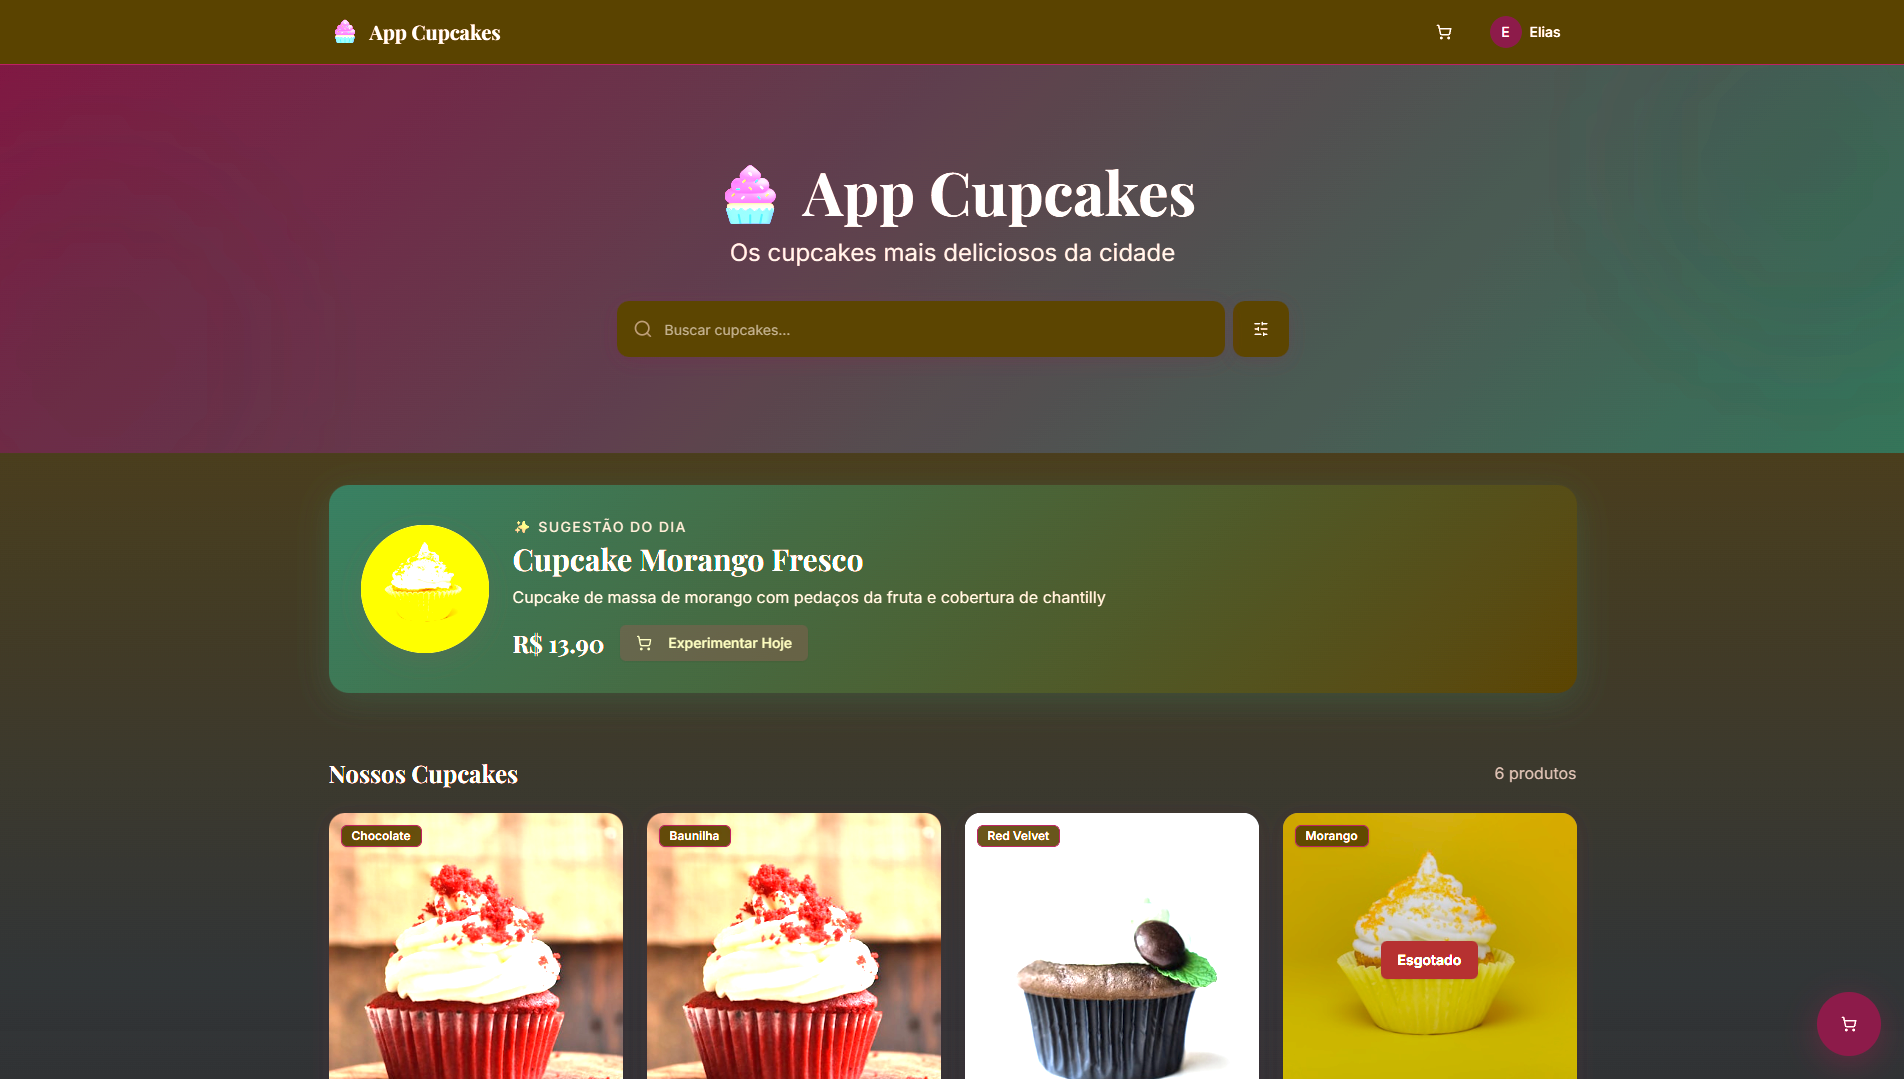 App Cupcakes
E
Elias
App Cupcakes
Os cupcakes mais deliciosos da cidade
Buscar cupcakes...
✨ SUGESTÃO DO DIA
Cupcake Morango Fresco
Cupcake de massa de morango com pedaços da fruta e cobertura de chantilly
R$ 13.90
Experimentar Hoje
Nossos Cupcakes
6 produtos
Chocolate
Baunilha
Red Velvet
Morango
Esgotado